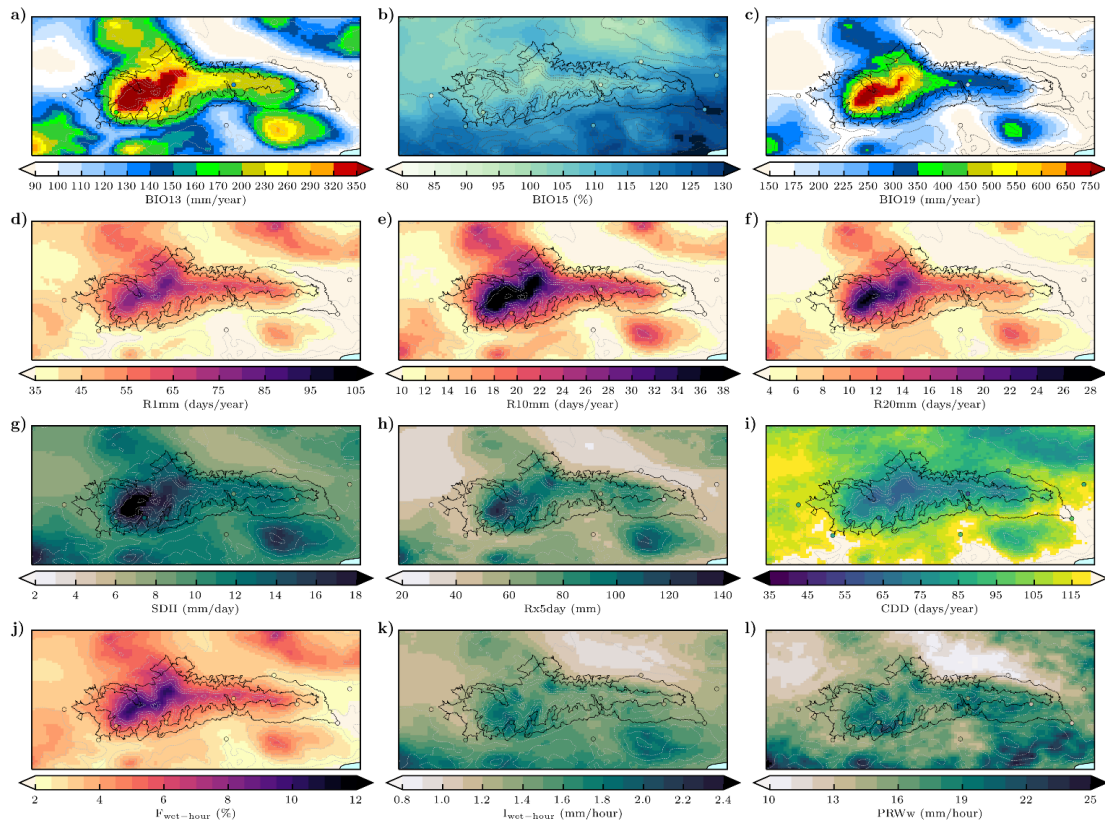 a) b) c)
90 100 110 130 140 150 160 170 200 230 260 290 320 350
BIO13 (mm/year)
80 85 90 95 100 105 110 115 120 125 130
BIO15 (%)
150 175 200 225 250 300 350 400 450 500 550 600 650 750
BIO19 (mm/year)
d) e) f)
35 45 55 65 75 85 95 105
R1mm (days/year)
10 12 14 16 18 20 22 24 26 28 30 32 34 36 38
R10mm (days/year)
4 6 8 10 12 14 16 18 20 22 24 26 28
R20mm (days/year)
g) h) i)
2 4 6 8 10 12 14 16 18
SDII (mm/day)
20 40 60 80 100 120 140
Rx5day (mm)
35 45 55 65 75 85 95 105 115
CDD (days/year)
j) k) l)
2 4 6 8 10 12
F wet−hour (%)
0.8 1.0 1.2 1.4 1.6 1.8 2.0 2.2 2.4
I wet−hour (mm/hour)
10 13 16 19 22 25
PRWw (mm/hour)